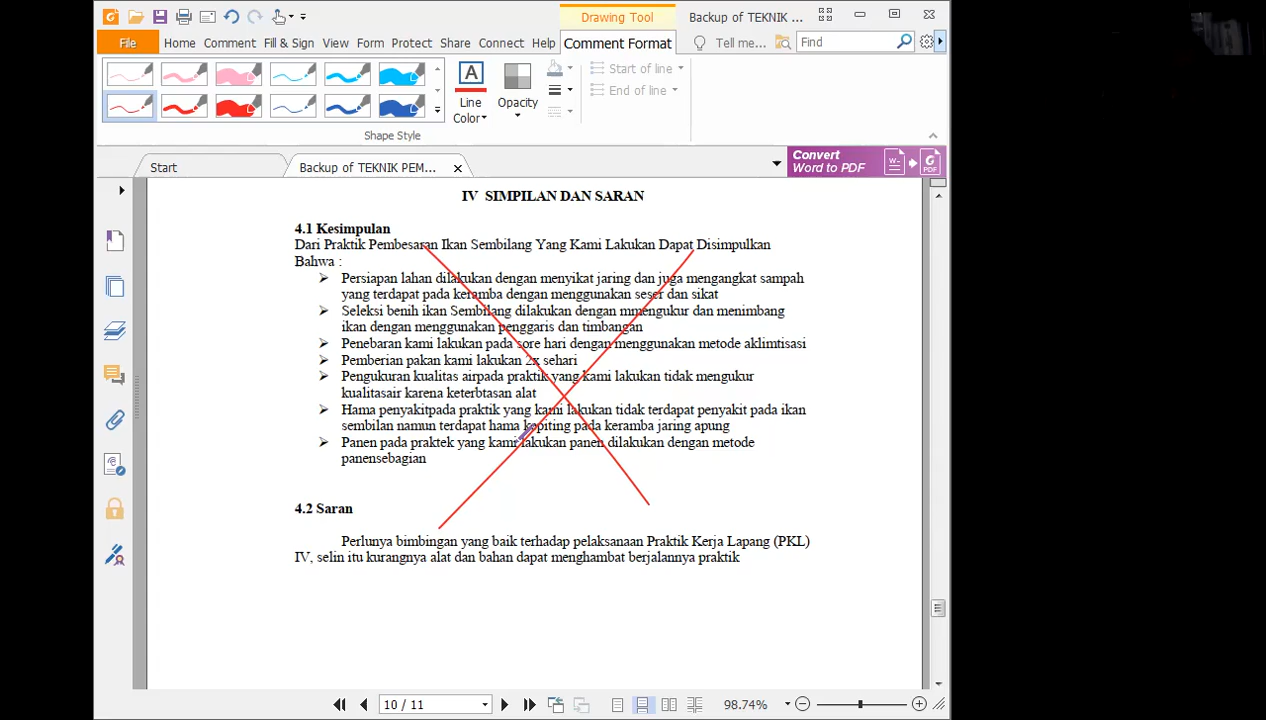 Drawing Tool
Backup of TEKNIK ...
File Home Comment Fill & Sign View Form Protect Share Connect Help Comment Format Tell me... Find
Line Color
Opacity
Start of line
End of line
Shape Style
Start
Backup of TEKNIK PEM...
Convert
Word to PDF
W
PDF
IV SIMPILAN DAN SARAN
4.1 Kesimpulan
Dari Praktik Pembesaran Ikan Sembilang Yang Kami Lakukan Dapat Disimpulkan
Bahwa :
Persiapan lahan dilakukan dengan menyikat jaring dan juga mengangkat sampah
yang terdapat pada keramba dengan menggunakan seser dan sikat
Seleksi benih ikan Sembilang dilakukan dengan mmengukur dan menimbang
ikan dengan menggunakan penggaris dan timbangan
Penebaran kami lakukan pada sore hari dengan menggunakan metode aklimtisasi
Pemberian pakan kami lakukan 2x sehari
Pengukuran kualitas airpada praktik yang kami lakukan tidak mengukur
kualitasair karena keterbtasan alat
Hama penyakitpada praktik yang kami lakukan tidak terdapat penyakit pada ikan
sembilan namun terdapat hama kepiting pada keramba jaring apung
Panen pada praktek yang kami lakukan panen dilakukan dengan metode
panensebagian
4.2 Saran
Perlunya bimbingan yang baik terhadap pelaksanaan Praktik Kerja Lapang (PKL)
IV, selin itu kurangnya alat dan bahan dapat menghambat berjalannya praktik
10 / 11
98.74%